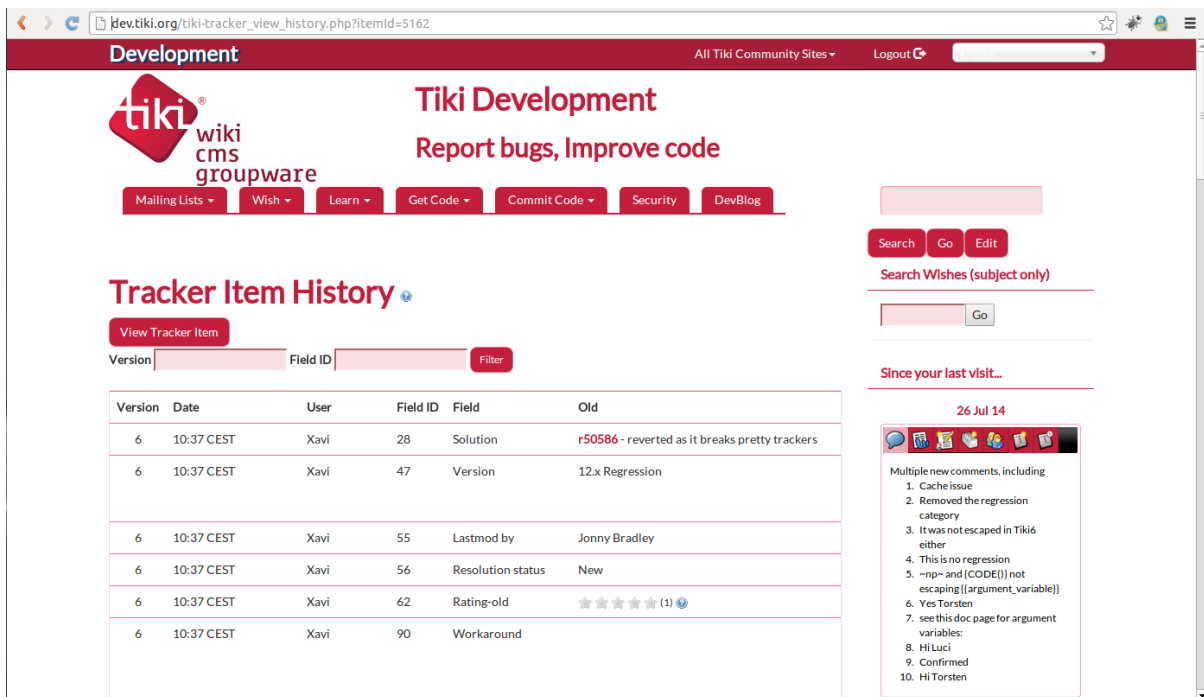 dev.tiki.org/tiki-tracker_view_history.php?itemId=5162
Development
All Tiki Community Sites
Logout
tiki®
wiki
cms
groupware
Tiki Development
Report bugs, Improve code
Mailing Lists Wish Learn Get Code Commit Code Security DevBlog
Search Go Edit
Tracker Item History
View Tracker Item
Version Field ID Filter
Version Date User Field ID Field Old
6 10:37 CEST Xavi 28 Solution r50586 - reverted as it breaks pretty trackers
6 10:37 CEST Xavi 47 Version 12.x Regression
6 10:37 CEST Xavi 55 Lastmod by Jonny Bradley
6 10:37 CEST Xavi 56 Resolution status New
6 10:37 CEST Xavi 62 Rating-old (1)
6 10:37 CEST Xavi 90 Workaround
Search Wishes (subject only)
Go
Since your last visit...
26 Jul 14
Multiple new comments, including
1. Cache issue
2. Removed the regression
category
3. It was not escaped in Tiki6
either
4. This is no regression
5. ~np~ and {CODE()} not
escaping {{argument_variable}}
6. Yes Torsten
7. see this doc page for argument
variables:
8. Hi Luci
9. Confirmed
10. Hi Torsten